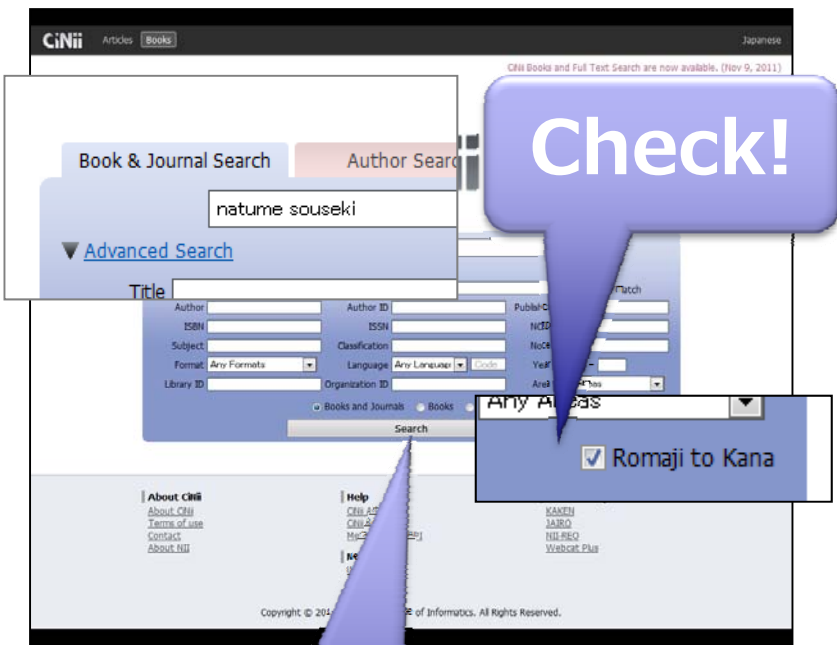 CiNii Articles Books Japanese
CiNii Books and Full Text Search are now available. (Nov 9, 2011)
Check!
Book & Journal Search Author Searc
natume souseki
▼ Advanced Search
Title
Author Author ID
ISBN ISSN
Subject Classification
Format Any Formats Language Code
Library ID Organization ID
Books and Journals Books
Any Areas
Search
Romaji to Kana
About CiNii Help
About CiNii KAKEN
Terms of use JAIRO
Contact NII-REO
About NII Webcat Plus
Copyright © of Informatics. All Rights Reserved.